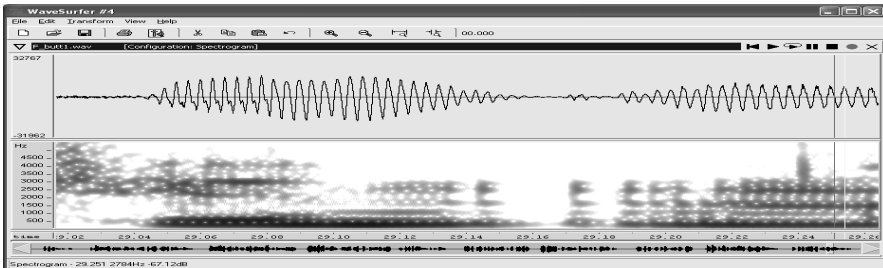 WaveSurfer #4
File Edit Transform View Help
00.000
F_butt1.wav [Configuration: Spectrogram]
32767
-31962
Hz
4500
4000
3500
3000
2500
2000
1500
1000
500
time 29.02 29.04 29.06 29.08 29.10 29.12 29.14 29.16 29.18 29.20 29.22 29.24 29.26
Spectrogram - 29.251 2784Hz -67.12dB